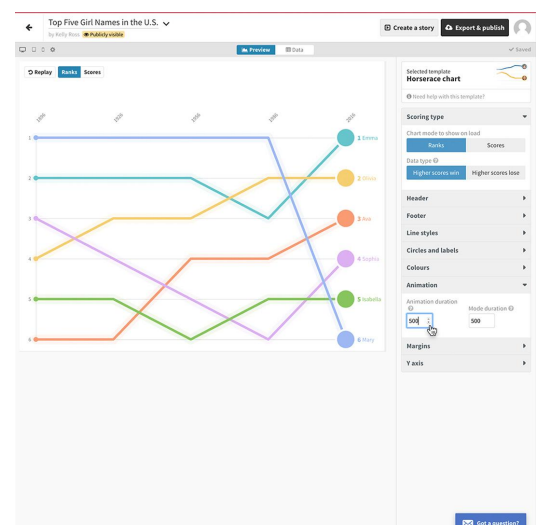 Top Five Girl Names in the U.S.
by Kelly Ross Publicly visible
Create a story
Export & publish
Preview
Data
Saved
Replay
Ranks
Scores
1
2
3
4
5
6
1 Emma
2 Olivia
3 Ava
4 Sophia
5 Isabella
6 Mary
Selected template
Horserace chart
Need help with this template?
Scoring type
Chart mode to show on load
Ranks
Scores
Data type
Higher scores win
Higher scores lose
Header
Footer
Line styles
Circles and labels
Colours
Animation
Animation duration
Mode duration
500
500
Margins
Y axis
Got a question?